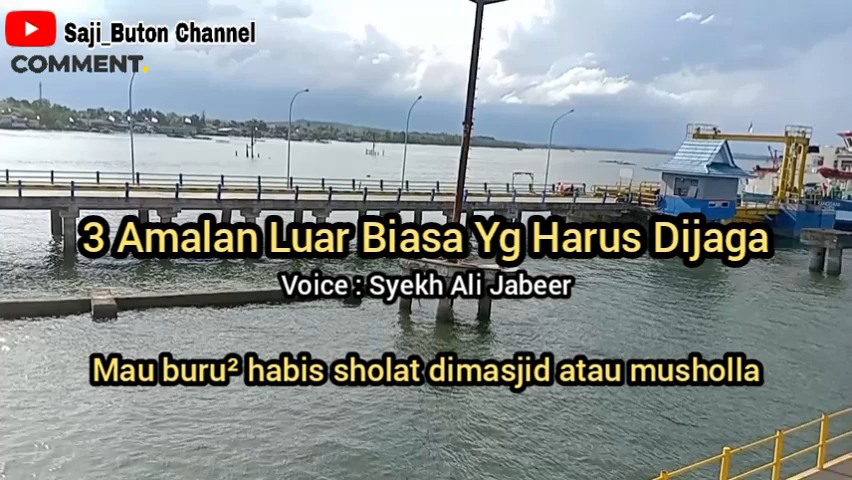 Saji_Buton Channel
COMMENT.
3 Amalan Luar Biasa Yg Harus Dijaga
Voice : Syekh Ali Jabeer
Mau buru² habis sholat dimasjid atau musholla